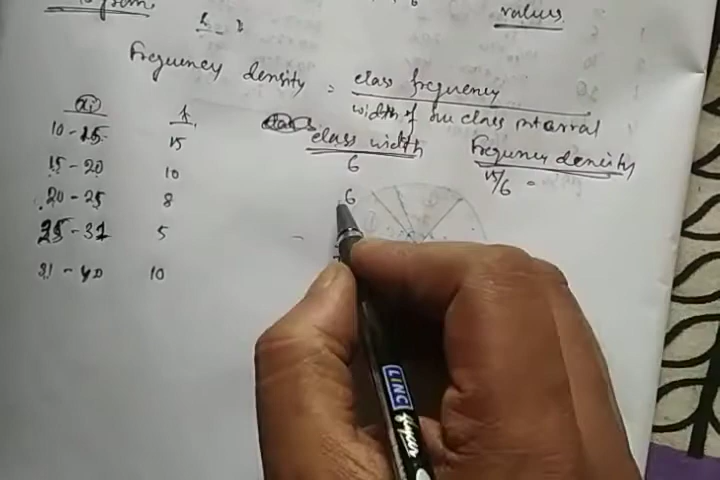 values
Frequency density = class frequency
width of the class interval
xi f class width Frequency density
10-15 15 6 15/6 =
15-20 10 6
20-25 8
25-31 5
31-40 10
LINC